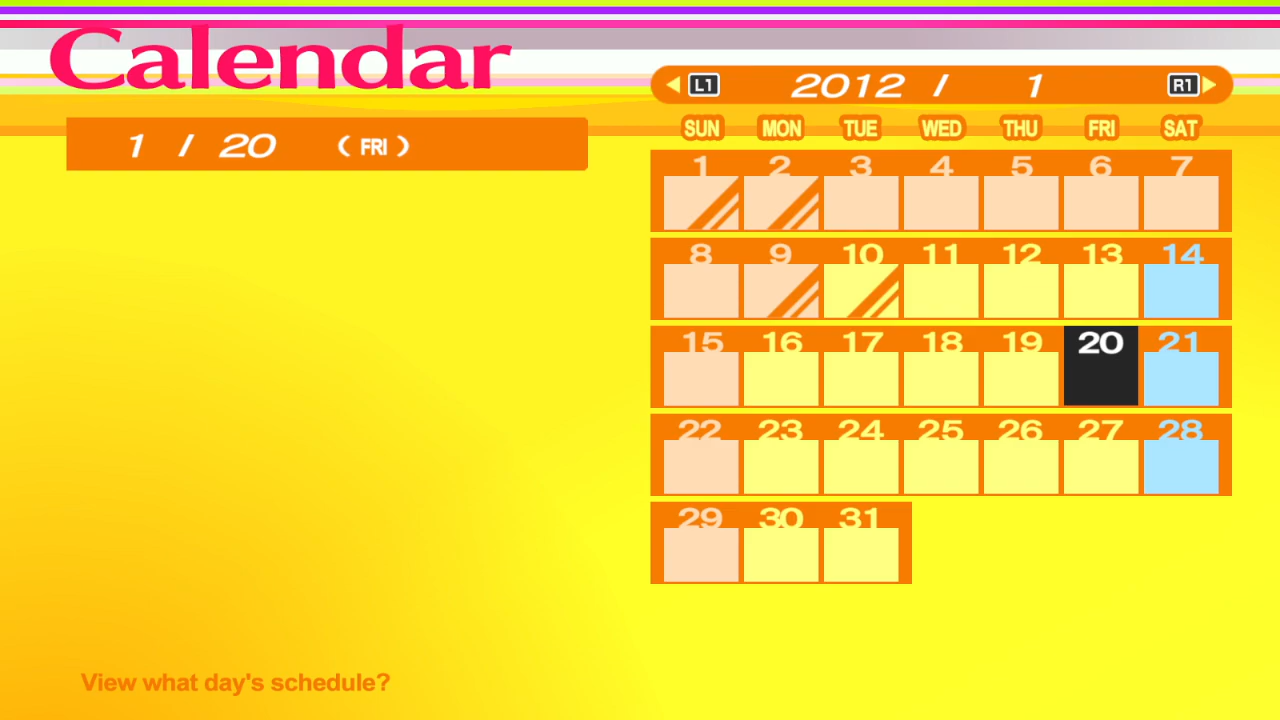 Calendar
L1 2012 / 1 R1
1 / 20 ( FRI )
SUN MON TUE WED THU FRI SAT
1 2 3 4 5 6 7
8 9 10 11 12 13 14
15 16 17 18 19 20 21
22 23 24 25 26 27 28
29 30 31
View what day's schedule?